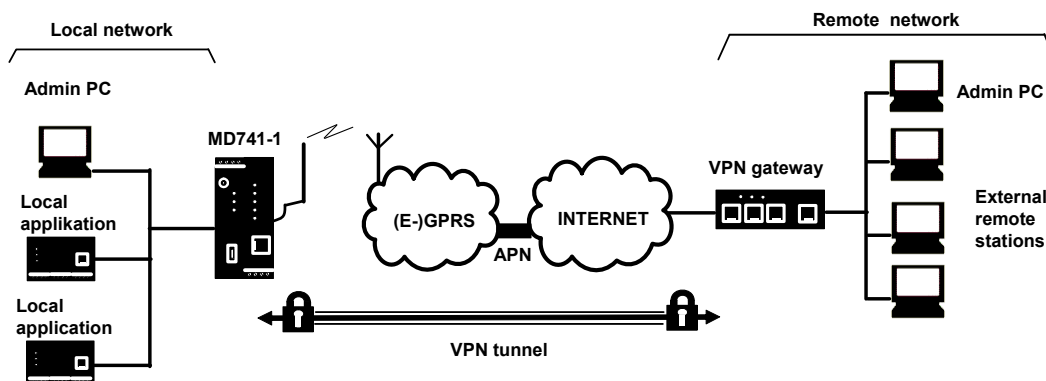 Local network
Remote network
Admin PC
MD741-1
Local
applikation
Local
application
(E-)GPRS
APN
INTERNET
VPN gateway
Admin PC
External
remote
stations
VPN tunnel